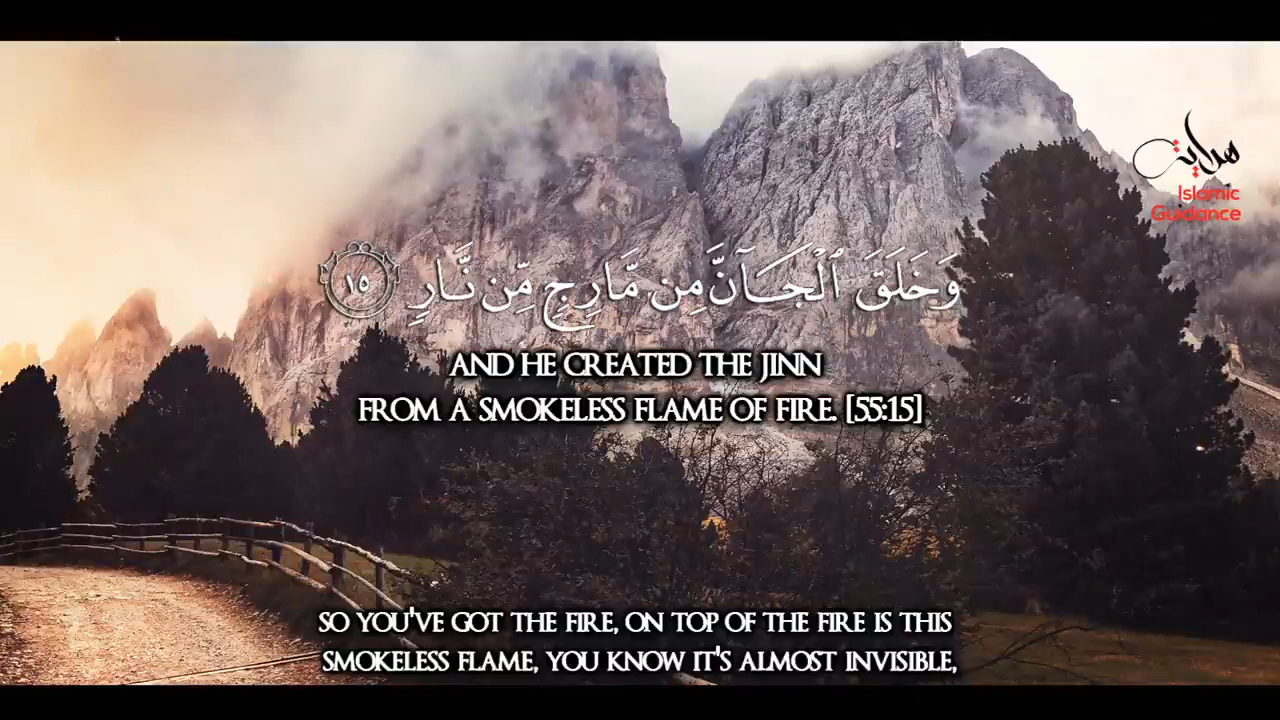 هداية
Islamic
Guidance
وَخَلَقَ ٱلْجَآنَّ مِن مَّارِجٍ مِّن نَّارٍ ١٥
AND HE CREATED THE JINN
FROM A SMOKELESS FLAME OF FIRE. [55:15]
SO YOU'VE GOT THE FIRE, ON TOP OF THE FIRE IS THIS
SMOKELESS FLAME, YOU KNOW IT'S ALMOST INVISIBLE,